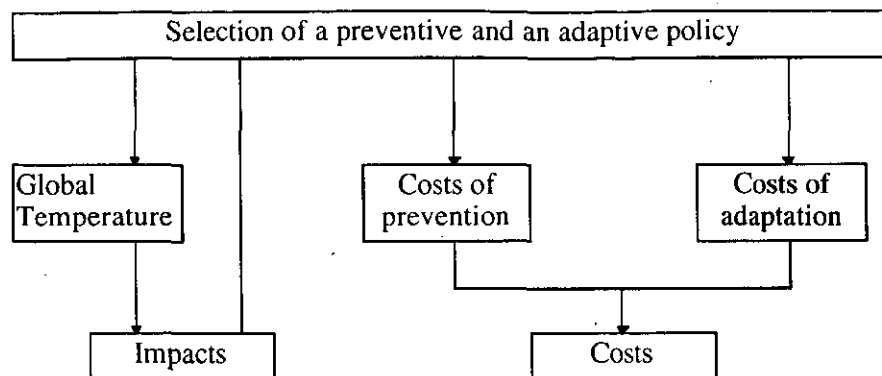 Selection of a preventive and an adaptive policy
Global
Temperature
Costs of
prevention
Costs of
adaptation
Impacts
Costs